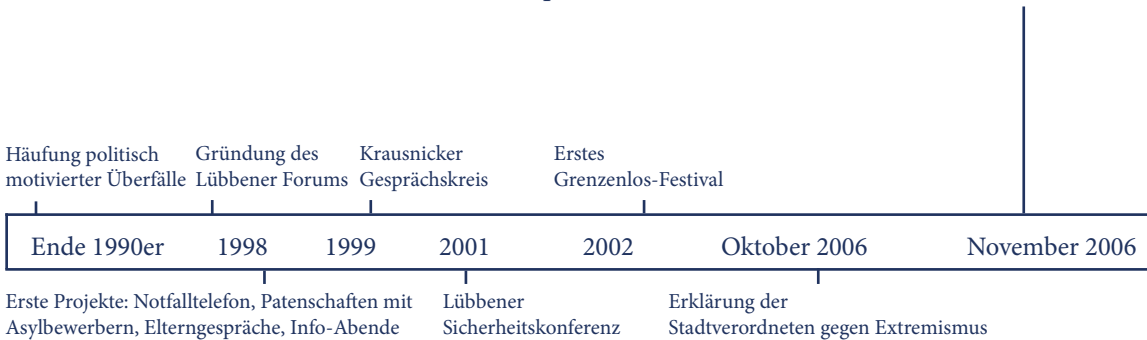 Häufung politisch
motivierter Überfälle
Gründung des
Lübbener Forums
Krausnicker
Gesprächskreis
Erstes
Grenzenlos-Festival
Ende 1990er 1998 1999 2001 2002 Oktober 2006 November 2006
Erste Projekte: Notfalltelefon, Patenschaften mit
Asylbewerbern, Elterngespräche, Info-Abende
Lübbener
Sicherheitskonferenz
Erklärung der
Stadtverordneten gegen Extremismus